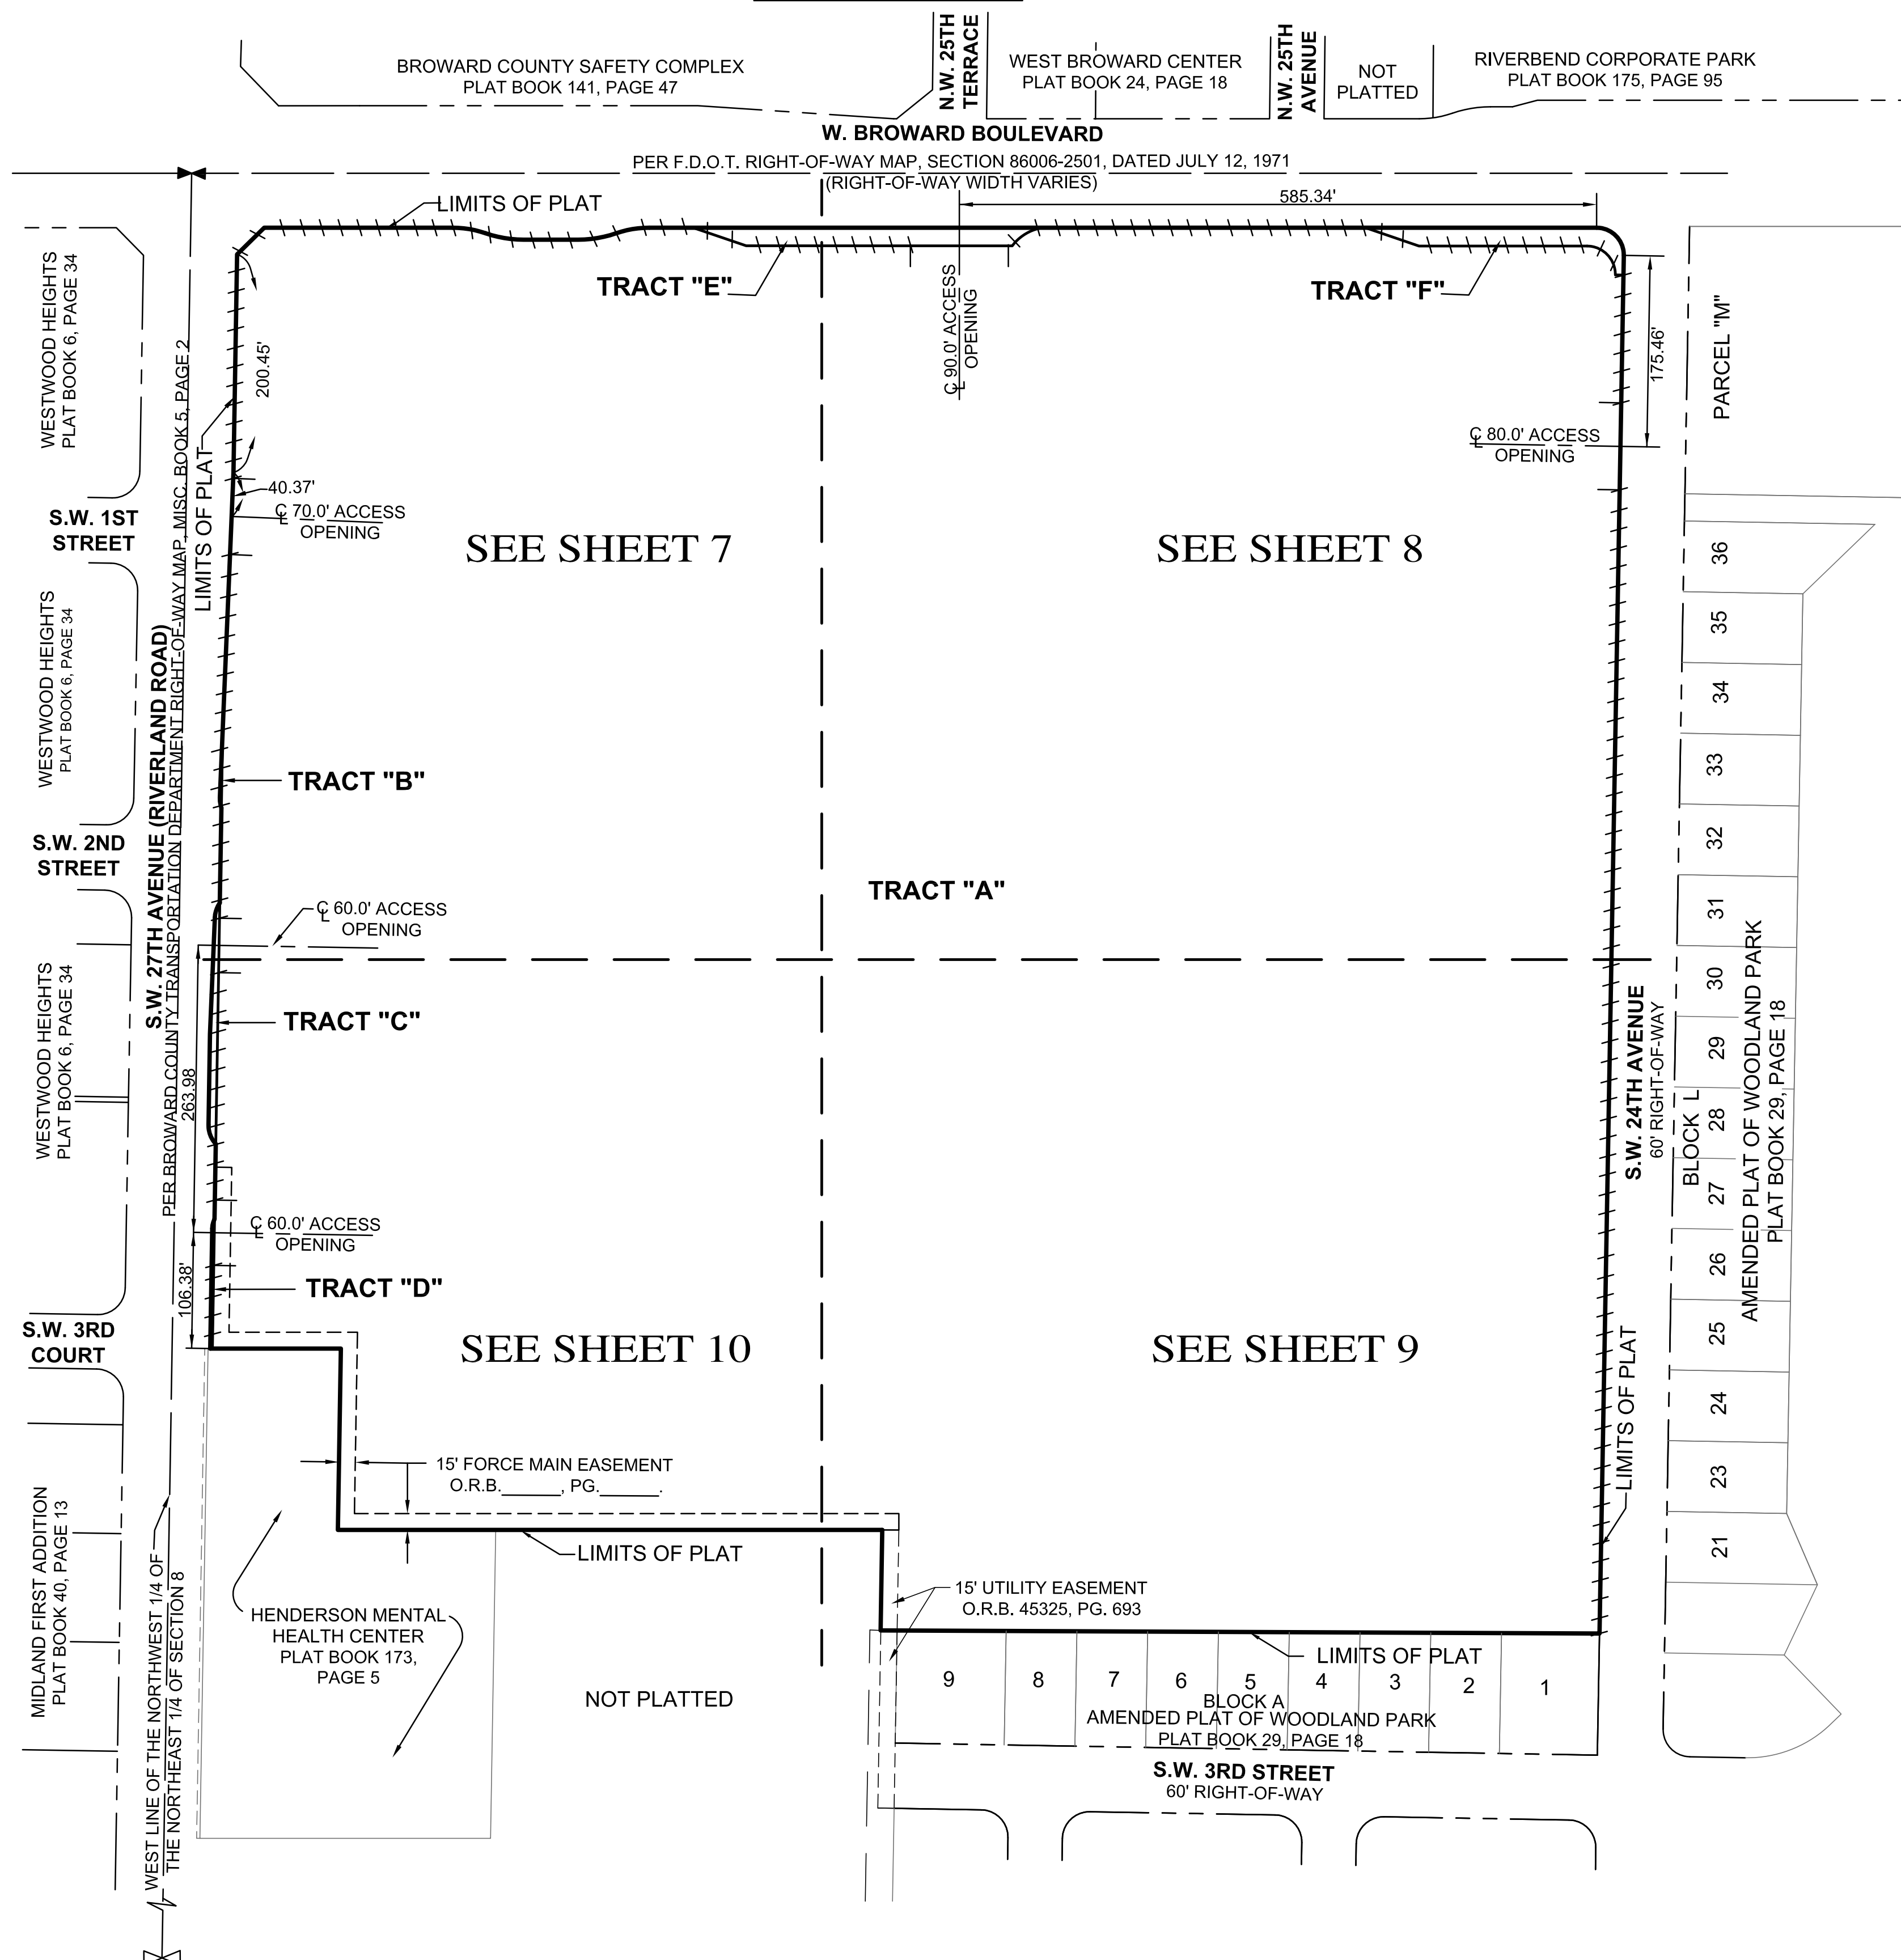 BROWARD COUNTY SAFETY COMPLEX
PLAT BOOK 141, PAGE 47
N.W. 25TH
TERRACE
WEST BROWARD CENTER
PLAT BOOK 24, PAGE 18
N.W. 25TH
AVENUE
NOT
PLATTED
RIVERBEND CORPORATE PARK
PLAT BOOK 175, PAGE 95
W. BROWARD BOULEVARD
PER F.D.O.T. RIGHT-OF-WAY MAP, SECTION 86006-2501, DATED JULY 12, 1971
(RIGHT-OF-WAY WIDTH VARIES)
585.34'
LIMITS OF PLAT
TRACT "E"
TRACT "F"
℄ 90.0' ACCESS
OPENING
175.46'
℄ 80.0' ACCESS
OPENING
PARCEL "M"
WESTWOOD HEIGHTS
PLAT BOOK 6, PAGE 34
200.45'
LIMITS OF PLAT
40.37'
℄ 70.0' ACCESS
OPENING
S.W. 1ST
STREET
SEE SHEET 7
SEE SHEET 8
WESTWOOD HEIGHTS
PLAT BOOK 6, PAGE 34
S.W. 27TH AVENUE (RIVERLAND ROAD)
PER BROWARD COUNTY TRANSPORTATION DEPARTMENT RIGHT-OF-WAY MAP, MISC. BOOK 5, PAGE 2
TRACT "B"
S.W. 2ND
STREET
TRACT "A"
℄ 60.0' ACCESS
OPENING
WESTWOOD HEIGHTS
PLAT BOOK 6, PAGE 34
TRACT "C"
263.98
℄ 60.0' ACCESS
OPENING
106.38'
TRACT "D"
S.W. 3RD
COURT
SEE SHEET 10
SEE SHEET 9
36
35
34
33
32
31
30
29
28
27
26
25
24
23
21
S.W. 24TH AVENUE
60' RIGHT-OF-WAY
BLOCK L
AMENDED PLAT OF WOODLAND PARK
PLAT BOOK 29, PAGE 18
LIMITS OF PLAT
15' FORCE MAIN EASEMENT
O.R.B.______, PG.______.
LIMITS OF PLAT
MIDLAND FIRST ADDITION
PLAT BOOK 40, PAGE 13
WEST LINE OF THE NORTHWEST 1/4 OF
THE NORTHEAST 1/4 OF SECTION 8
HENDERSON MENTAL
HEALTH CENTER
PLAT BOOK 173,
PAGE 5
NOT PLATTED
15' UTILITY EASEMENT
O.R.B. 45325, PG. 693
LIMITS OF PLAT
9 8 7 6 5 4 3 2 1
BLOCK A
AMENDED PLAT OF WOODLAND PARK
PLAT BOOK 29, PAGE 18
S.W. 3RD STREET
60' RIGHT-OF-WAY